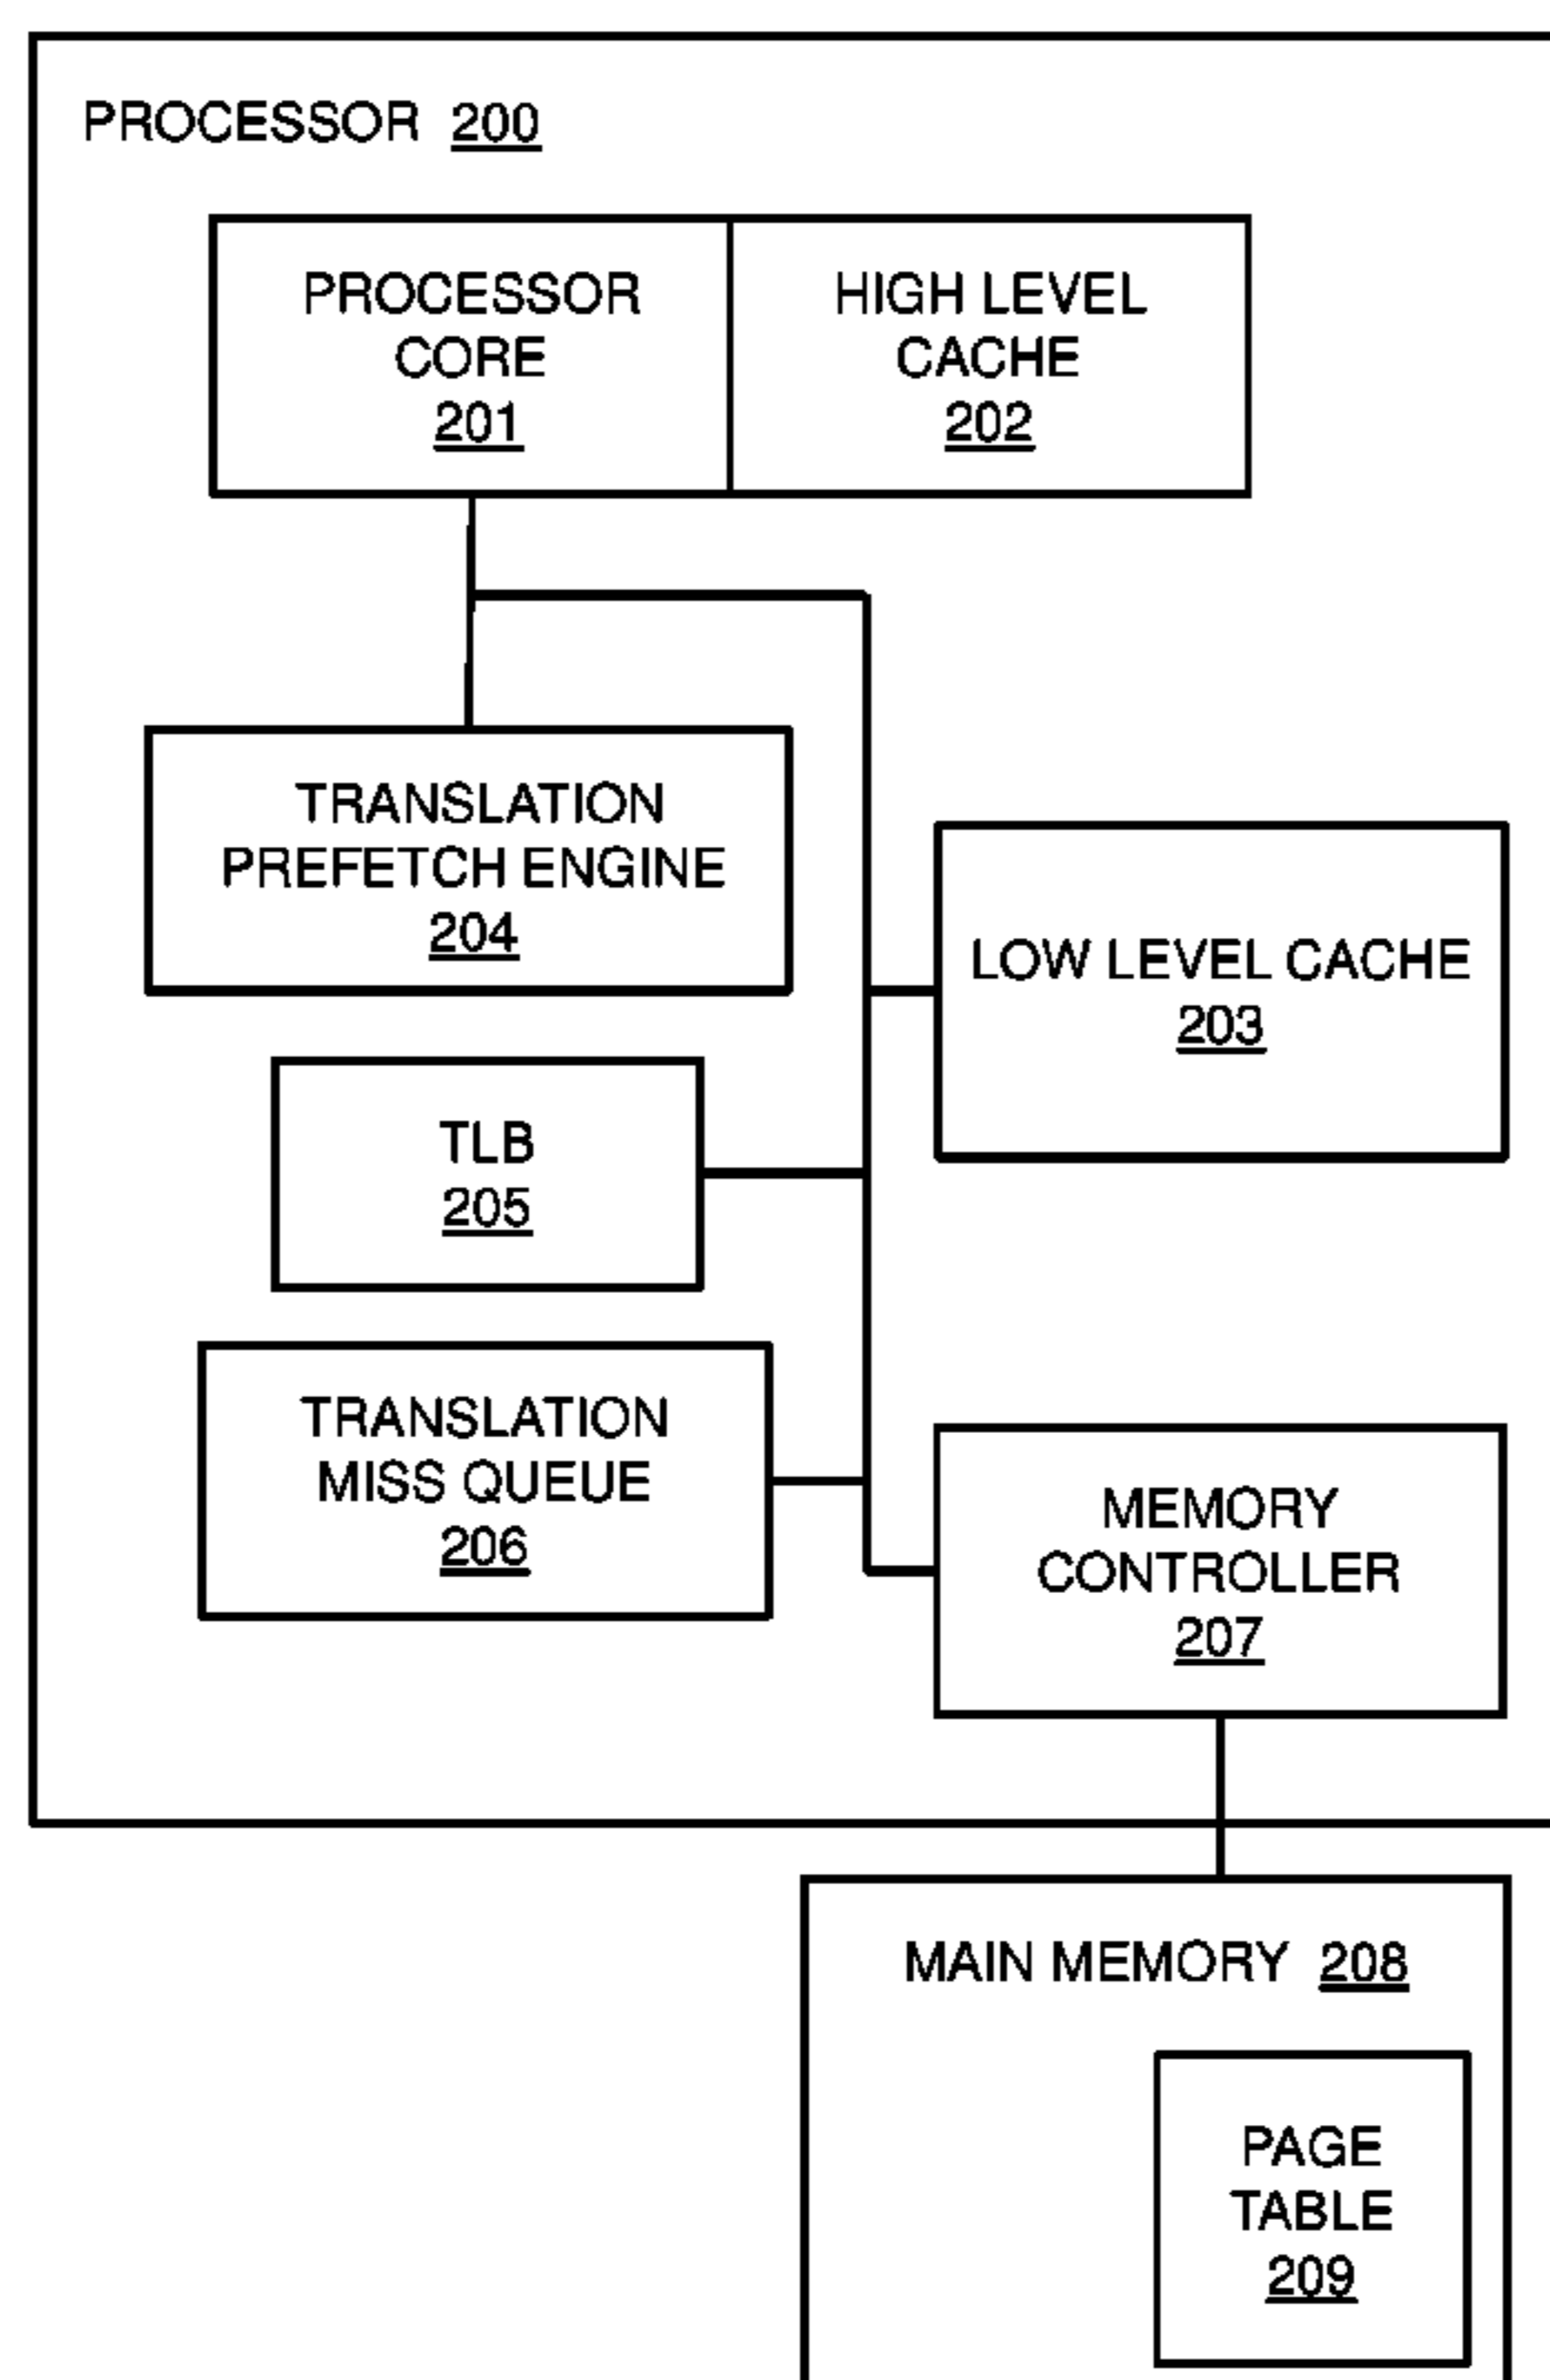 PROCESSOR 200
PROCESSOR
CORE
201
HIGH LEVEL
CACHE
202
TRANSLATION
PREFETCH ENGINE
204
LOW LEVEL CACHE
203
TLB
205
TRANSLATION
MISS QUEUE
206
MEMORY
CONTROLLER
207
MAIN MEMORY 208
PAGE
TABLE
209